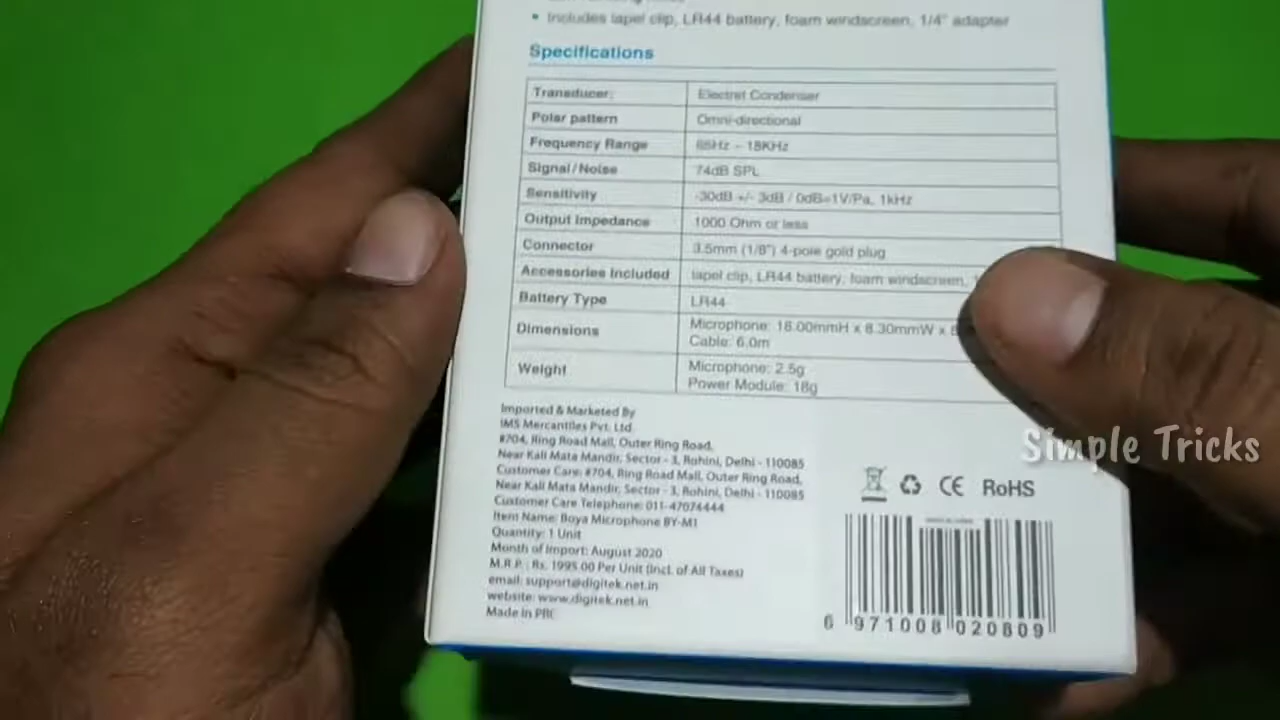 • Includes lapel clip, LR44 battery, foam windscreen, 1/4" adapter
Specifications
Transducer: Electret Condenser
Polar pattern Omni-directional
Frequency Range 65Hz ~ 18KHz
Signal/Noise 74dB SPL
Sensitivity -30dB +/- 3dB / 0dB=1V/Pa, 1kHz
Output Impedance 1000 Ohm or less
Connector 3.5mm (1/8") 4-pole gold plug
Accessories Included lapel clip, LR44 battery, foam windscreen,
Battery Type LR44
Dimensions Microphone: 18.00mmH x 8.30mmW x
Cable: 6.0m
Weight Microphone: 2.5g
Power Module: 18g
Imported & Marketed By
IMS Mercantiles Pvt. Ltd.
#704, Ring Road Mall, Outer Ring Road,
Near Kali Mata Mandir, Sector - 3, Rohini, Delhi - 110085
Customer Care: #704, Ring Road Mall, Outer Ring Road,
Near Kali Mata Mandir, Sector - 3, Rohini, Delhi - 110085
Customer Care Telephone: 011-47074444
Item Name: Boya Microphone BY-M1
Quantity: 1 Unit
Month of Import: August 2020
M.R.P.: Rs. 1995.00 Per Unit (Incl. of All Taxes)
email: support@digitek.net.in
website: www.digitek.net.in
Made in PRC
Simple Tricks
CE RoHS
6 971008 020809